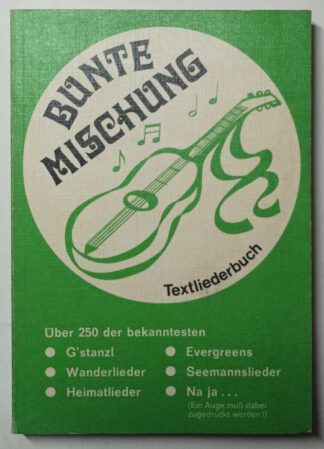 BUNTE
MISCHUNG
Textliederbuch
Über 250 der bekanntesten
G'stanzl
Wanderlieder
Heimatlieder
Evergreens
Seemannslieder
Na ja . . .
(Ein Auge muß dabei
zugedrückt werden!)